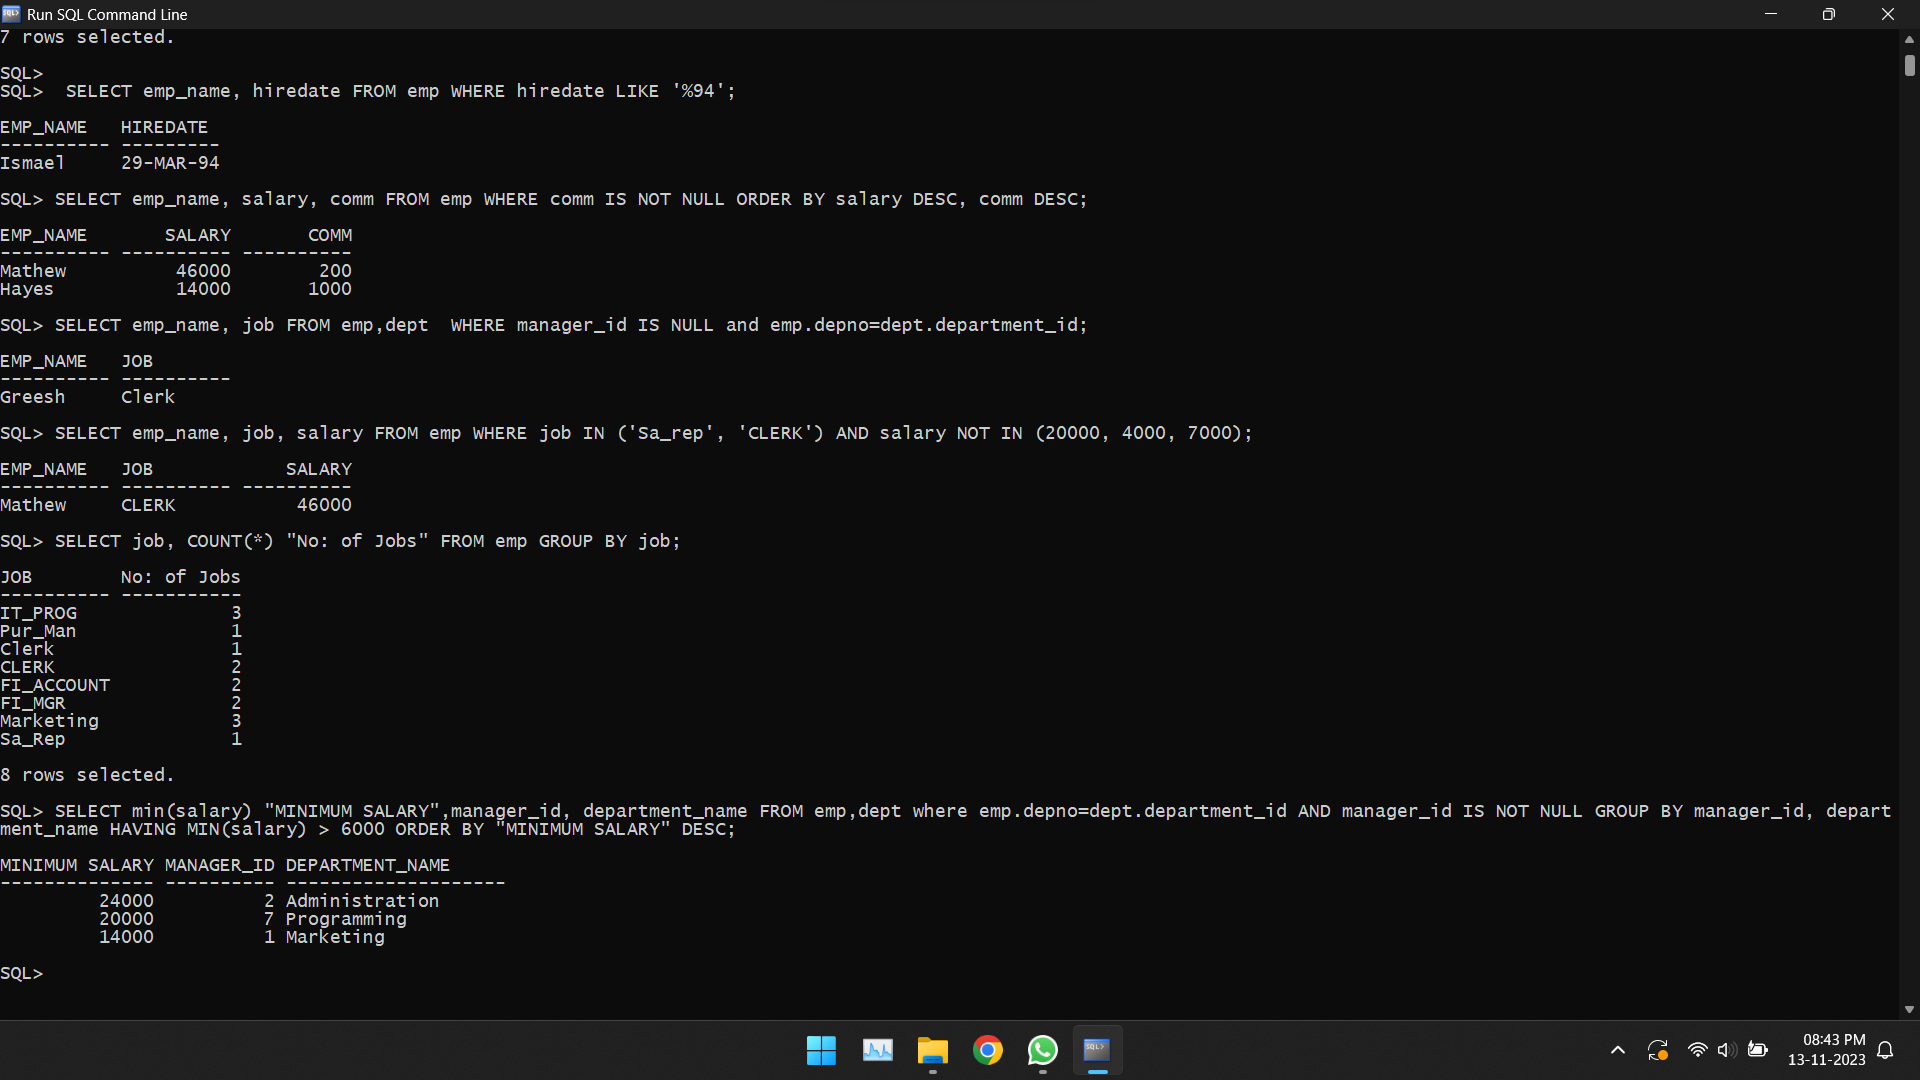 Run SQL Command Line
7 rows selected.
SQL>
SQL>  SELECT emp_name, hiredate FROM emp WHERE hiredate LIKE '%94';
EMP_NAME   HIREDATE
---------- ---------
Ismael     29-MAR-94
SQL> SELECT emp_name, salary, comm FROM emp WHERE comm IS NOT NULL ORDER BY salary DESC, comm DESC;
EMP_NAME       SALARY       COMM
---------- ---------- ----------
Mathew          46000        200
Hayes           14000       1000
SQL> SELECT emp_name, job FROM emp,dept  WHERE manager_id IS NULL and emp.depno=dept.department_id;
EMP_NAME   JOB
---------- ----------
Greesh     Clerk
SQL> SELECT emp_name, job, salary FROM emp WHERE job IN ('Sa_rep', 'CLERK') AND salary NOT IN (20000, 4000, 7000);
EMP_NAME   JOB            SALARY
---------- ---------- ----------
Mathew     CLERK           46000
SQL> SELECT job, COUNT(*) "No: of Jobs" FROM emp GROUP BY job;
JOB        No: of Jobs
---------- -----------
IT_PROG              3
Pur_Man              1
Clerk                1
CLERK                2
FI_ACCOUNT           2
FI_MGR               2
Marketing            3
Sa_Rep               1
8 rows selected.
SQL> SELECT min(salary) "MINIMUM SALARY",manager_id, department_name FROM emp,dept where emp.depno=dept.department_id AND manager_id IS NOT NULL GROUP BY manager_id, depart
ment_name HAVING MIN(salary) > 6000 ORDER BY "MINIMUM SALARY" DESC;
MINIMUM SALARY MANAGER_ID DEPARTMENT_NAME
-------------- ---------- --------------------
         24000          2 Administration
         20000          7 Programming
         14000          1 Marketing
SQL>
SQL>
08:43 PM
13-11-2023